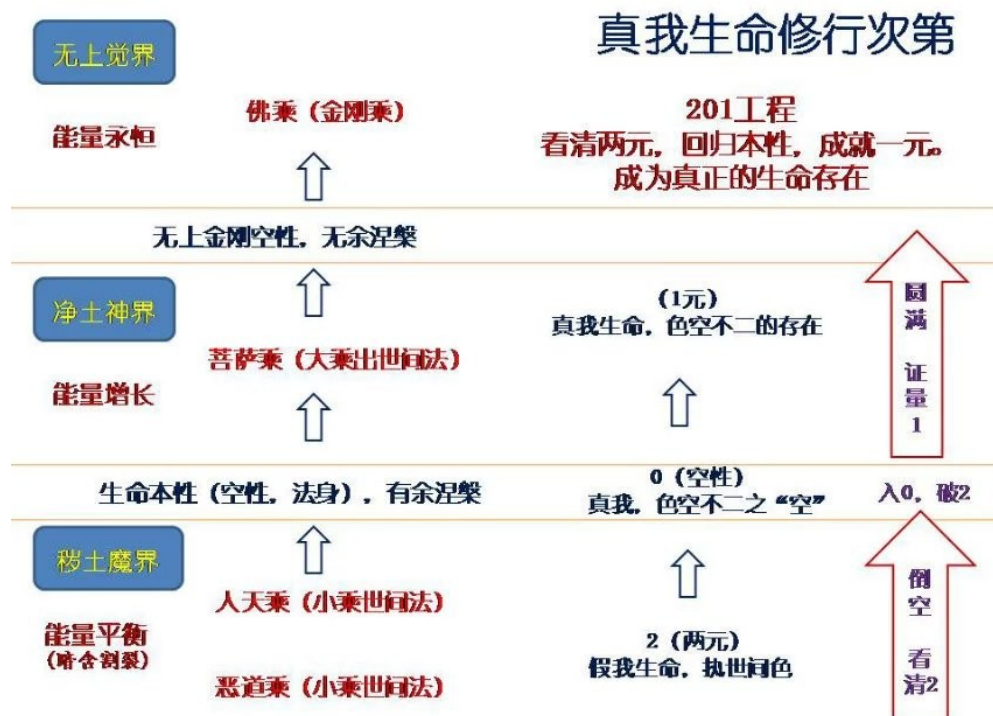 真我生命修行次第
无上觉界
能量永恒
佛乘（金刚乘）
201工程
看清两元，回归本性，成就一元。
成为真正的生命存在
无上金刚空性，无余涅槃
净土神界
能量增长
菩萨乘（大乘出世间法）
（1元）
真我生命，色空不二的存在
圆满 证量1
生命本性（空性，法身），有余涅槃
0（空性）
真我，色空不二之“空”
入0，破2
秽土魔界
能量平衡
(暗含割裂)
人天乘（小乘世间法）
恶道乘（小乘世间法）
2（两元）
假我生命，执世间色
倒空 看清2